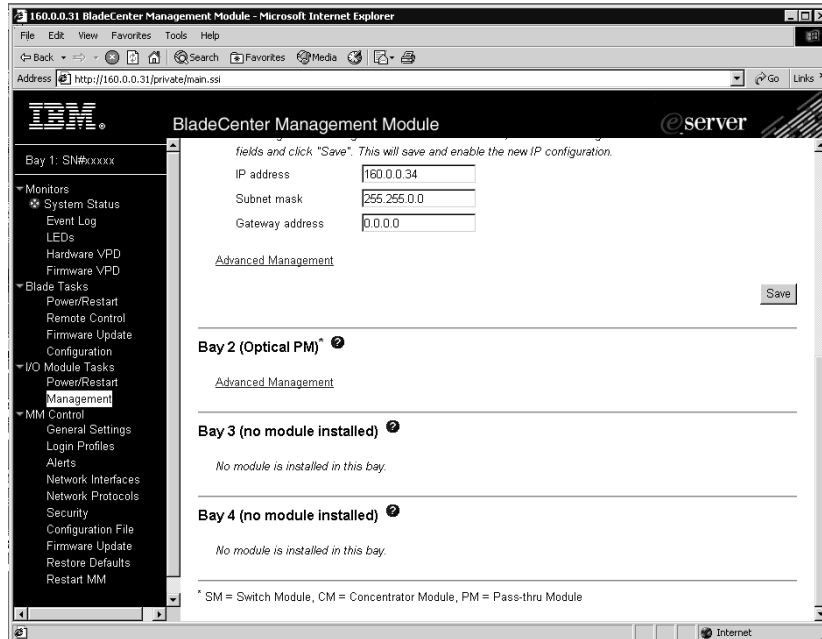 160.0.0.31 BladeCenter Management Module - Microsoft Internet Explorer
File Edit View Favorites Tools Help
Back Search Favorites Media
Address http://160.0.0.31/private/main.ssi Go Links
IBM. BladeCenter Management Module @server
Bay 1: SN#xxxxx
Monitors
System Status
Event Log
LEDs
Hardware VPD
Firmware VPD
Blade Tasks
Power/Restart
Remote Control
Firmware Update
Configuration
I/O Module Tasks
Power/Restart
Management
MM Control
General Settings
Login Profiles
Alerts
Network Interfaces
Network Protocols
Security
Configuration File
Firmware Update
Restore Defaults
Restart MM
fields and click "Save". This will save and enable the new IP configuration.
IP address 160.0.0.34
Subnet mask 255.255.0.0
Gateway address 0.0.0.0
Advanced Management
Save
Bay 2 (Optical PM)* ?
Advanced Management
Bay 3 (no module installed) ?
No module is installed in this bay.
Bay 4 (no module installed) ?
No module is installed in this bay.
* SM = Switch Module, CM = Concentrator Module, PM = Pass-thru Module
Internet